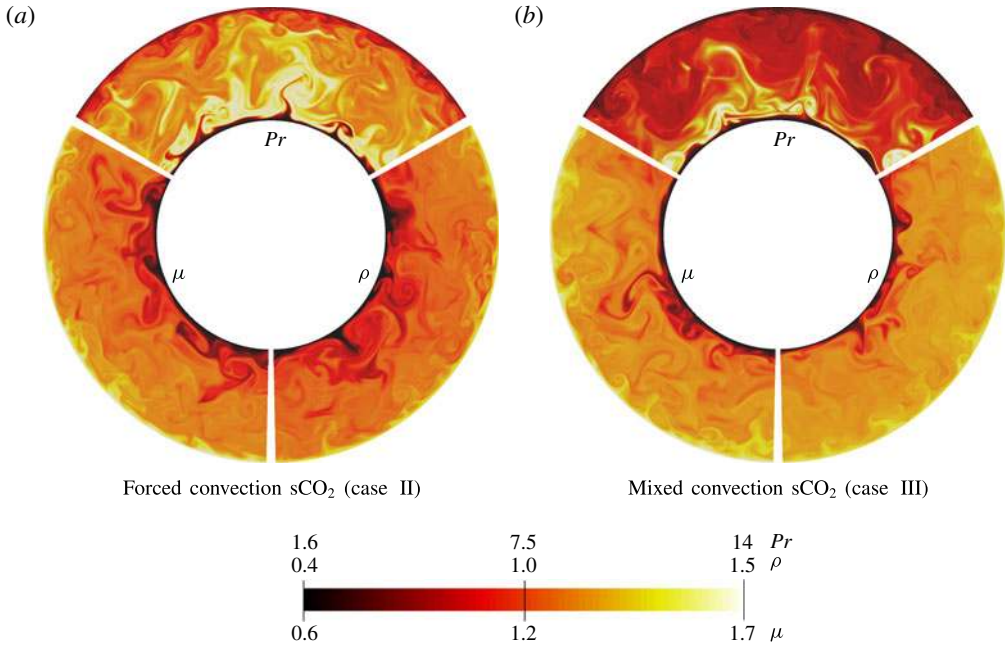 (a)
(b)
Pr
Pr
μ
ρ
μ
ρ
Forced convection sCO₂ (case II)
Mixed convection sCO₂ (case III)
1.6 7.5 14 Pr
0.4 1.0 1.5 ρ
0.6 1.2 1.7 μ